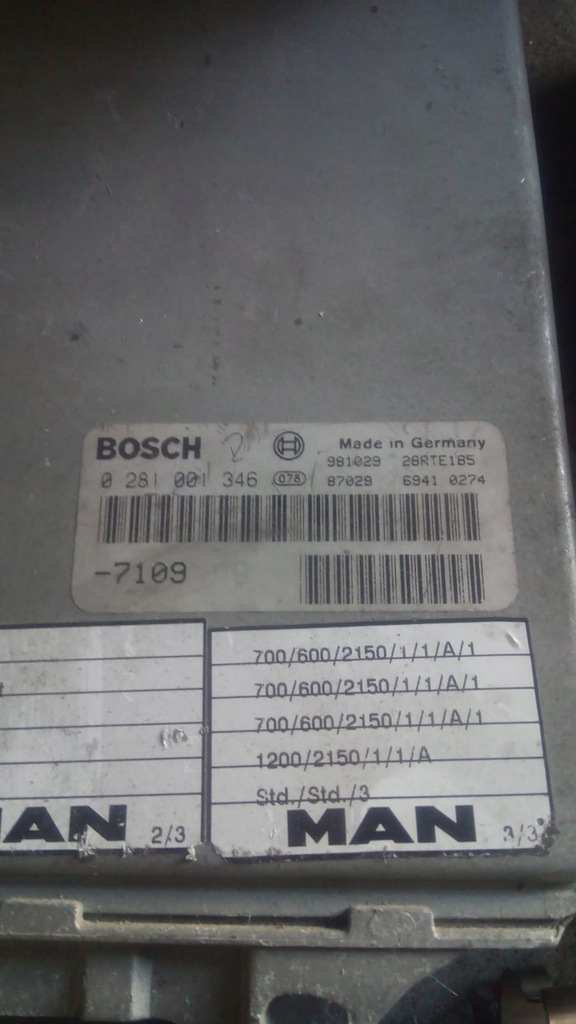 BOSCH
Made in Germany
981029 28RTE185
0 281 001 346 078 87029 6941 0274
-7109
700/600/2150/1/1/A/1
700/600/2150/1/1/A/1
700/600/2150/1/1/A/1
1200/2150/1/1/A
Std./Std./3
AN 2/3
MAN 3/3